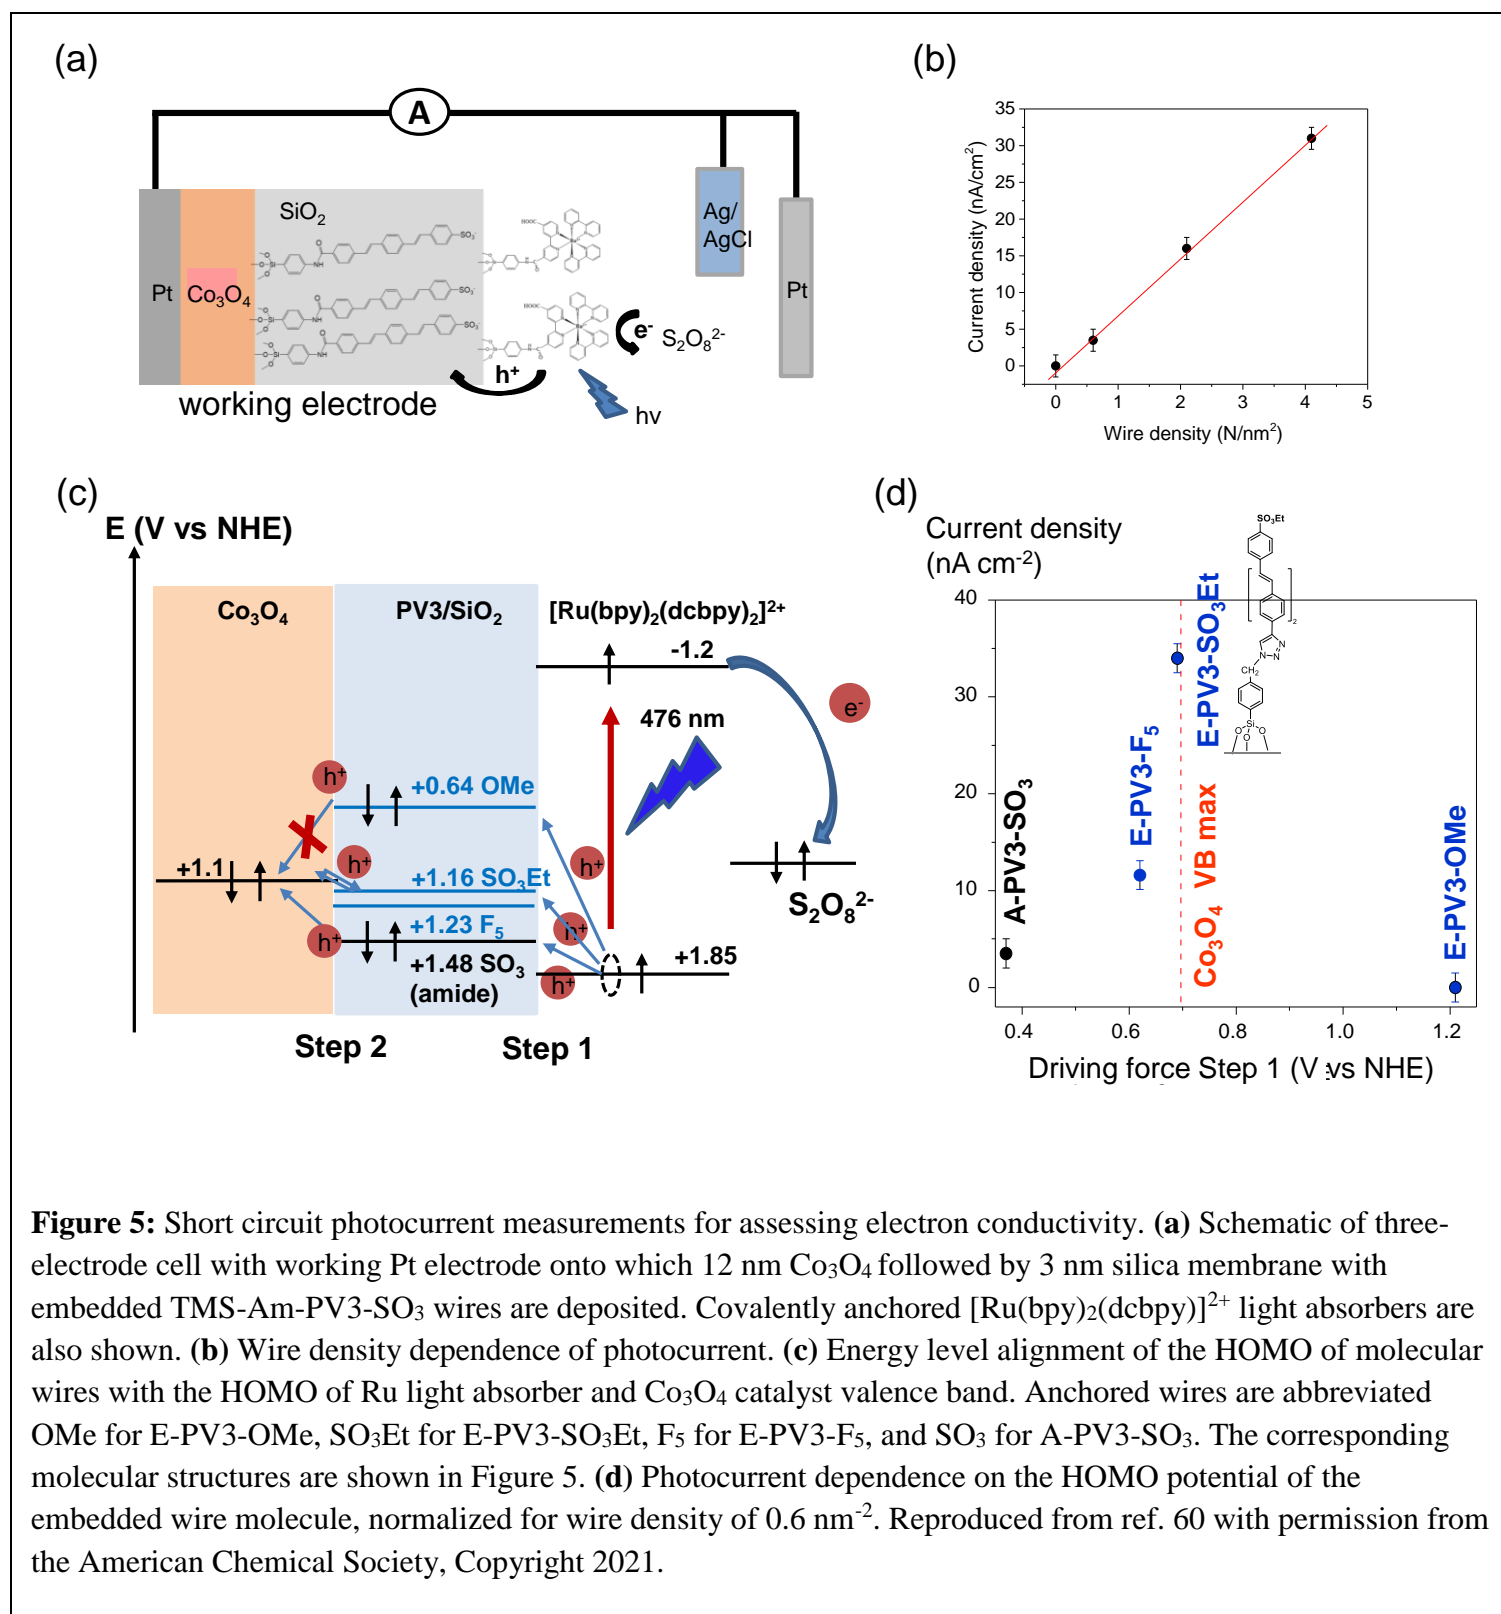 (a)
A
SiO2
Ag/
AgCl
Pt
Co3O4
Pt
HOOC
HOOC
SO3-
SO3-
SO3-
e-
S2O8 2-
h+
hν
working electrode
(b)
Current density (nA/cm2)
35
30
25
20
15
10
5
0
0 1 2 3 4 5
Wire density (N/nm2)
(c)
E (V vs NHE)
Co3O4
PV3/SiO2
[Ru(bpy)2(dcbpy)2]2+
-1.2
476 nm
e-
h+
+0.64 OMe
+1.1
h+
h+
+1.16 SO3Et
S2O8 2-
+1.23 F5
h+
h+
+1.85
+1.48 SO3
(amide)
h+
Step 2
Step 1
(d)
Current density
(nA cm-2)
40
30
20
10
0
0.4 0.6 0.8 1.0 1.2
Driving force Step 1 (V vs NHE)
A-PV3-SO3
E-PV3-F5
E-PV3-SO3Et
Co3O4 VB max
E-PV3-OMe
SO3Et
2
N
N
N
CH2
Si
O
O
O
Figure 5: Short circuit photocurrent measurements for assessing electron conductivity. (a) Schematic of three-
electrode cell with working Pt electrode onto which 12 nm Co3O4 followed by 3 nm silica membrane with
embedded TMS-Am-PV3-SO3 wires are deposited. Covalently anchored [Ru(bpy)2(dcbpy)]2+ light absorbers are
also shown. (b) Wire density dependence of photocurrent. (c) Energy level alignment of the HOMO of molecular
wires with the HOMO of Ru light absorber and Co3O4 catalyst valence band. Anchored wires are abbreviated
OMe for E-PV3-OMe, SO3Et for E-PV3-SO3Et, F5 for E-PV3-F5, and SO3 for A-PV3-SO3. The corresponding
molecular structures are shown in Figure 5. (d) Photocurrent dependence on the HOMO potential of the
embedded wire molecule, normalized for wire density of 0.6 nm-2. Reproduced from ref. 60 with permission from
the American Chemical Society, Copyright 2021.